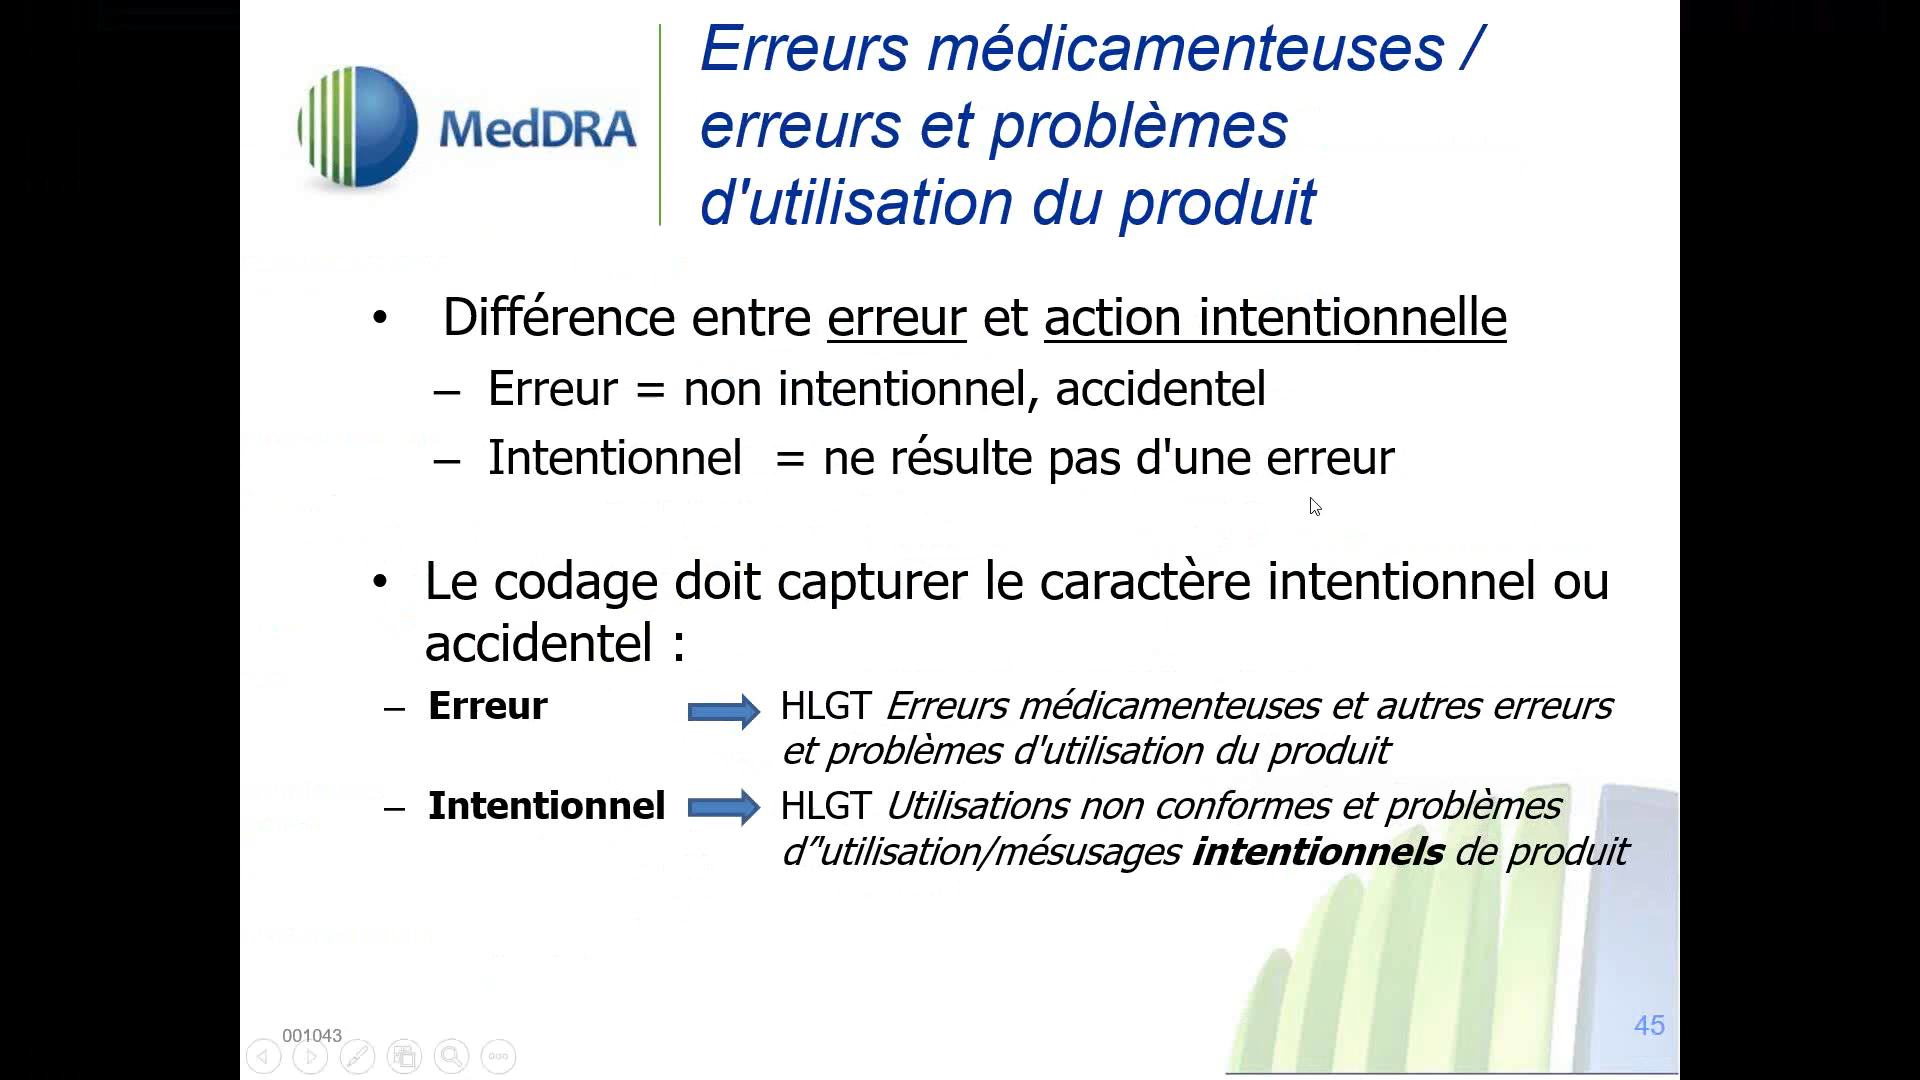 MedDRA
Erreurs médicamenteuses /
erreurs et problèmes
d'utilisation du produit
• Différence entre erreur et action intentionnelle
– Erreur = non intentionnel, accidentel
– Intentionnel = ne résulte pas d'une erreur
• Le codage doit capturer le caractère intentionnel ou
accidentel :
– Erreur HLGT Erreurs médicamenteuses et autres erreurs
et problèmes d'utilisation du produit
– Intentionnel HLGT Utilisations non conformes et problèmes
d’’utilisation/mésusages intentionnels de produit
001043
45